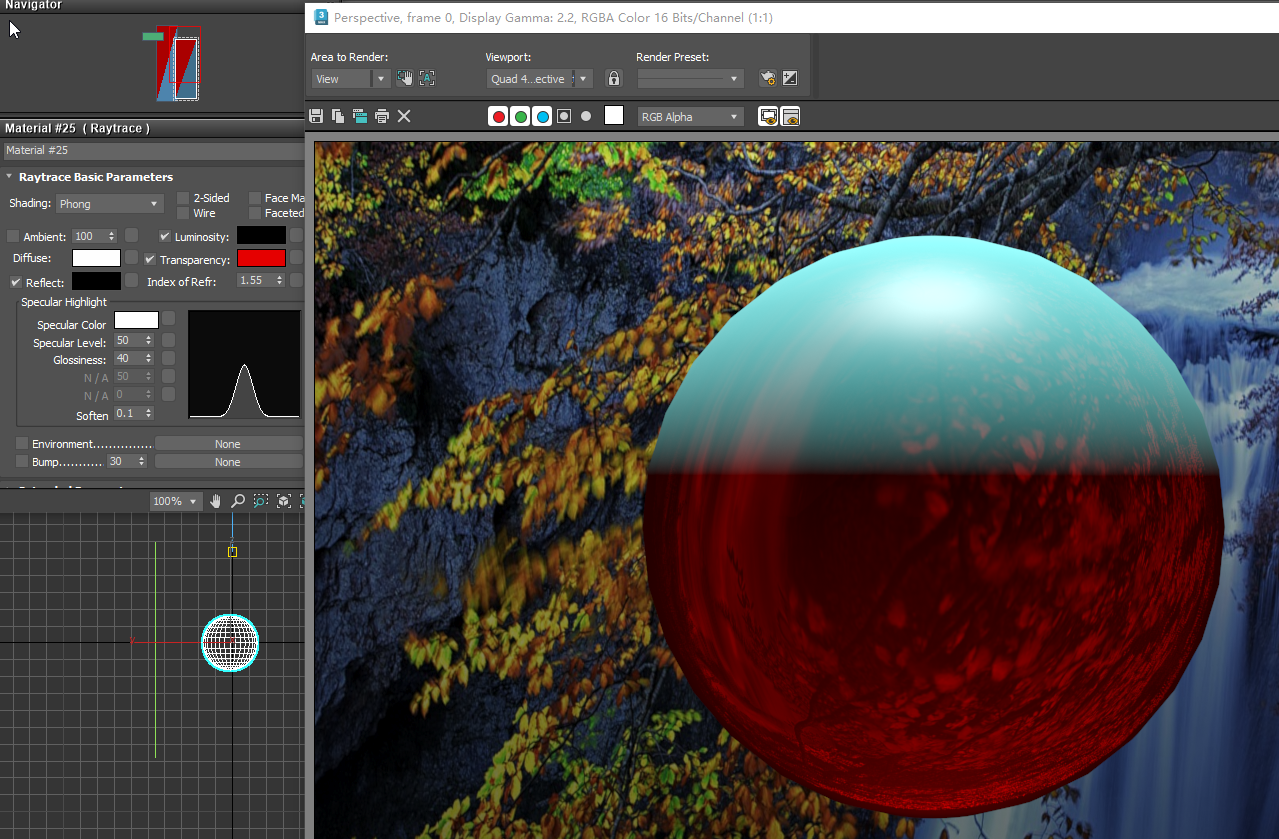 Navigator
Perspective, frame 0, Display Gamma: 2.2, RGBA Color 16 Bits/Channel (1:1)
Area to Render:
Viewport:
Render Preset:
View
Quad 4...ective
RGB Alpha
Material #25 ( Raytrace )
Material #25
Raytrace Basic Parameters
Shading: Phong
2-Sided
Face Ma
Wire
Faceted
Ambient: 100
Luminosity:
Diffuse:
Transparency:
Reflect:
Index of Refr: 1.55
Specular Highlight
Specular Color
Specular Level: 50
Glossiness: 40
N / A 50
N / A 0
Soften 0.1
Environment............... None
Bump........... 30 None
100%